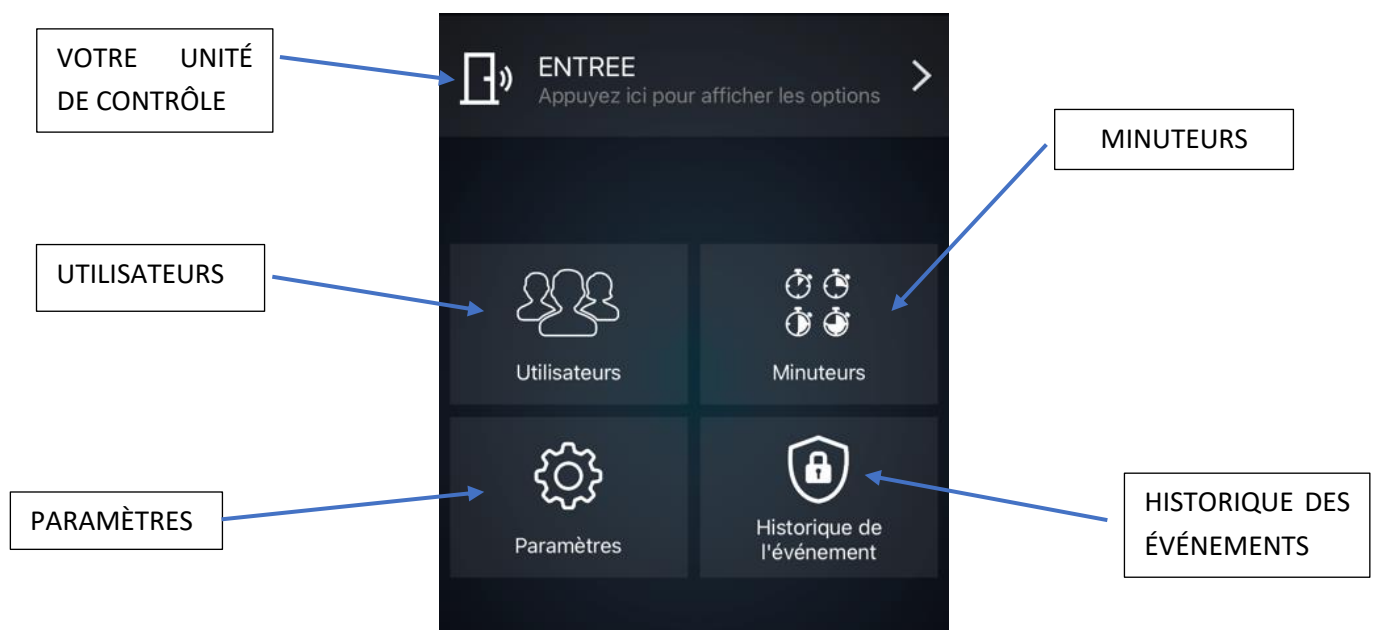 VOTRE UNITÉ
DE CONTRÔLE
ENTREE
Appuyez ici pour afficher les options
MINUTEURS
UTILISATEURS
Utilisateurs
Minuteurs
PARAMÈTRES
Paramètres
Historique de
l'événement
HISTORIQUE DES
ÉVÉNEMENTS